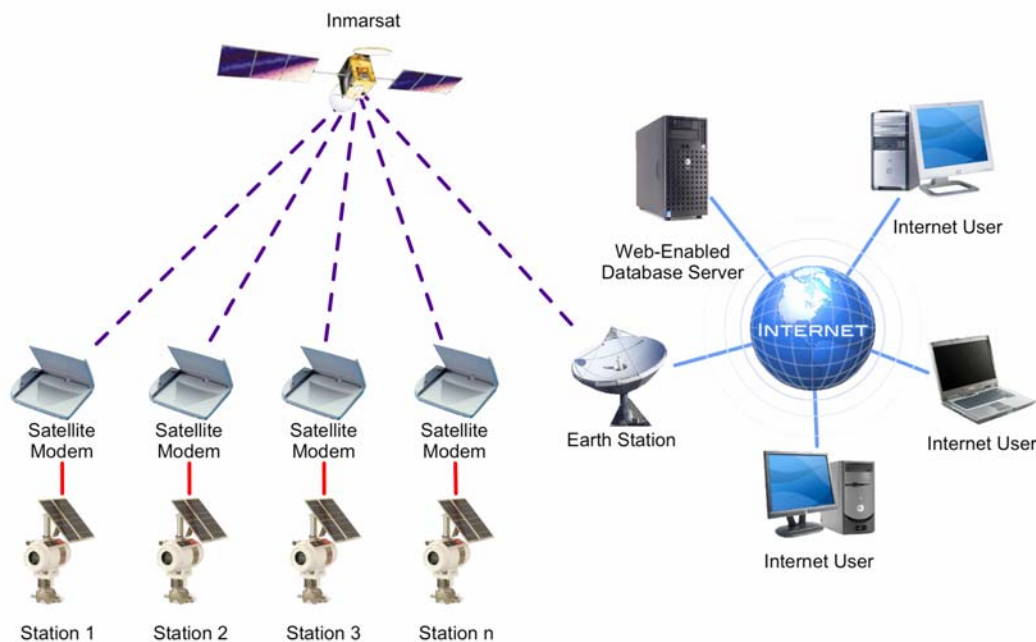 Inmarsat
Web-Enabled
Database Server
Internet User
INTERNET
Earth Station
Internet User
Internet User
Satellite
Modem
Satellite
Modem
Satellite
Modem
Satellite
Modem
Station 1
Station 2
Station 3
Station n